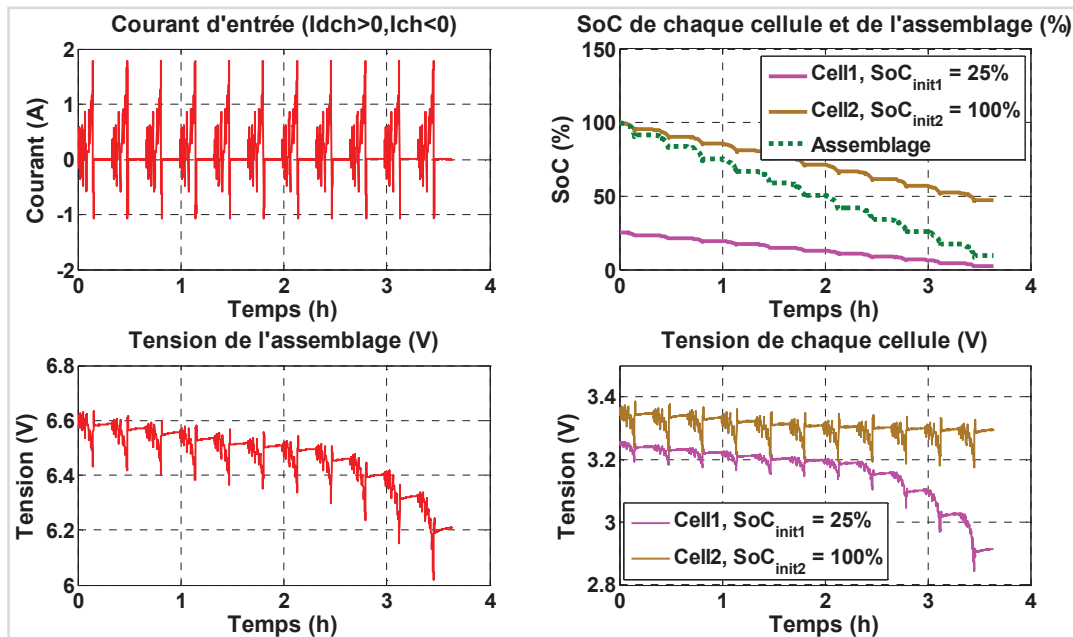 Courant d'entrée (Idch>0,Ich<0)
2
1
0
-1
-2
Courant (A)
0 1 2 3 4
Temps (h)
SoC de chaque cellule et de l'assemblage (%)
150
100
50
0
SoC (%)
Cell1, SoCinit1 = 25%
Cell2, SoCinit2 = 100%
Assemblage
0 1 2 3 4
Temps (h)
Tension de l'assemblage (V)
6.8
6.6
6.4
6.2
6
Tension (V)
0 1 2 3 4
Temps (h)
Tension de chaque cellule (V)
3.4
3.2
3
2.8
Tension (V)
Cell1, SoCinit1 = 25%
Cell2, SoCinit2 = 100%
0 1 2 3 4
Temps (h)